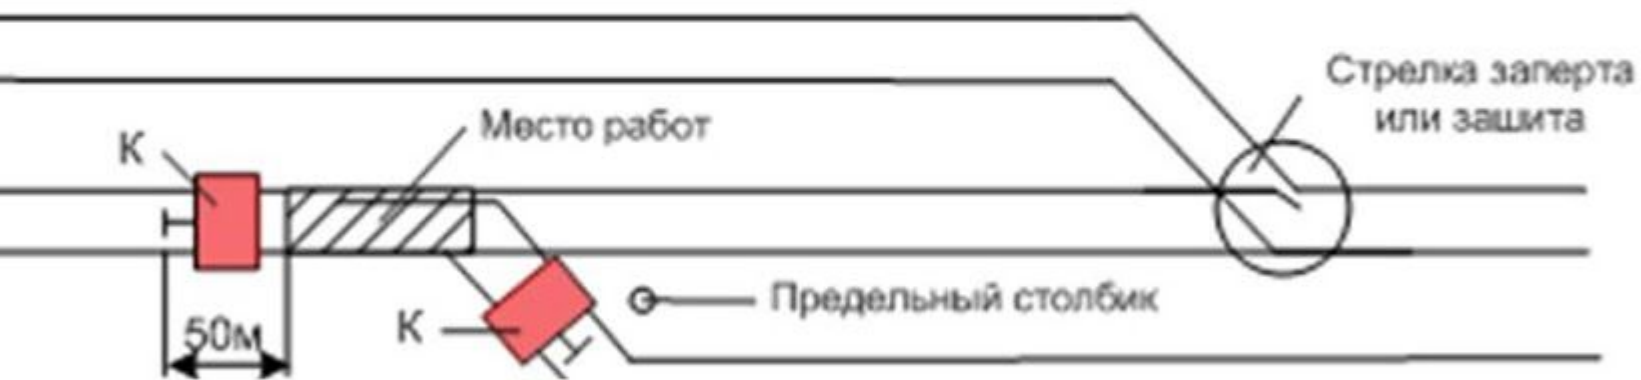 Стрелка заперта
или зашита
Место работ
К
Предельный столбик
К
50м